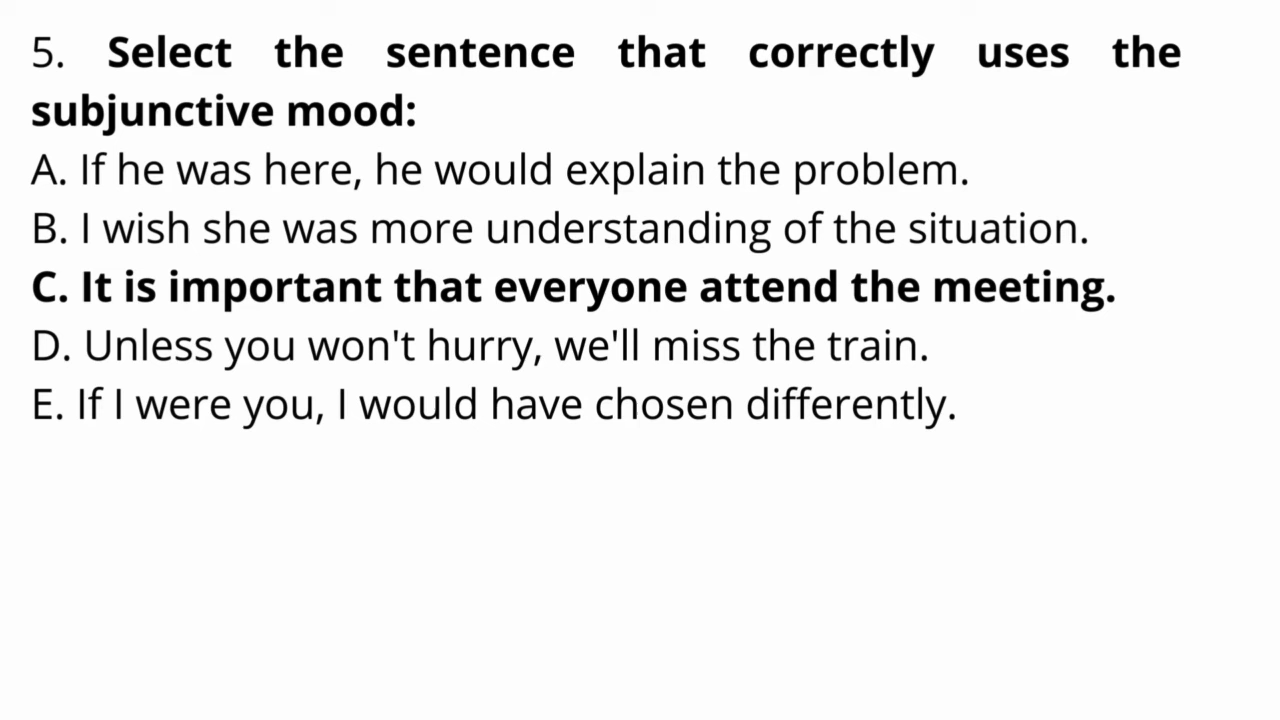 5. Select the sentence that correctly uses the
subjunctive mood:
A. If he was here, he would explain the problem.
B. I wish she was more understanding of the situation.
C. It is important that everyone attend the meeting.
D. Unless you won't hurry, we'll miss the train.
E. If I were you, I would have chosen differently.